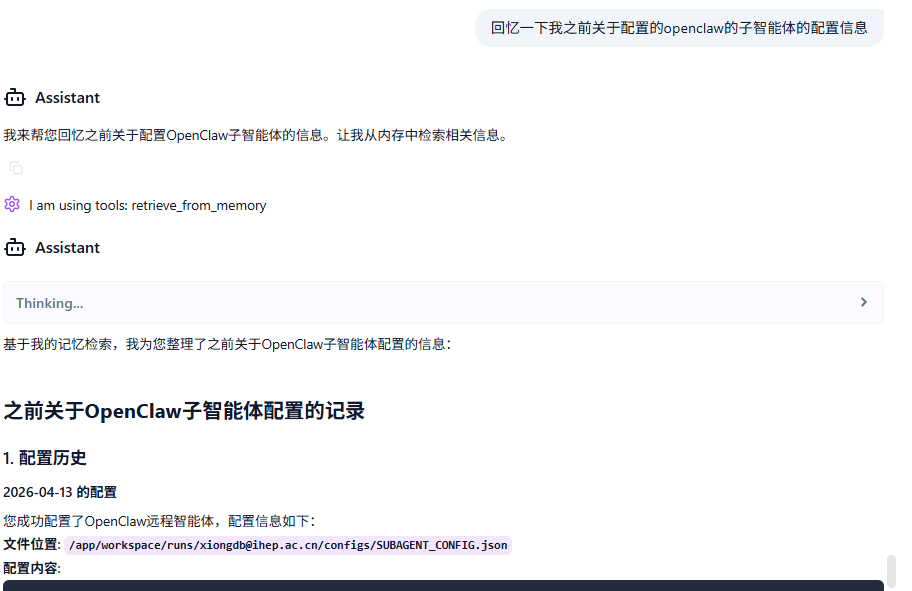 回忆一下我之前关于配置的openclaw的子智能体的配置信息
Assistant
我来帮您回忆之前关于配置OpenClaw子智能体的信息。让我从内存中检索相关信息。
I am using tools: retrieve_from_memory
Assistant
Thinking...
基于我的记忆检索，我为您整理了之前关于OpenClaw子智能体配置的信息：
之前关于OpenClaw子智能体配置的记录
1. 配置历史
2026-04-13 的配置
您成功配置了OpenClaw远程智能体，配置信息如下：
文件位置: /app/workspace/runs/xiongdb@ihep.ac.cn/configs/SUBAGENT_CONFIG.json
配置内容: